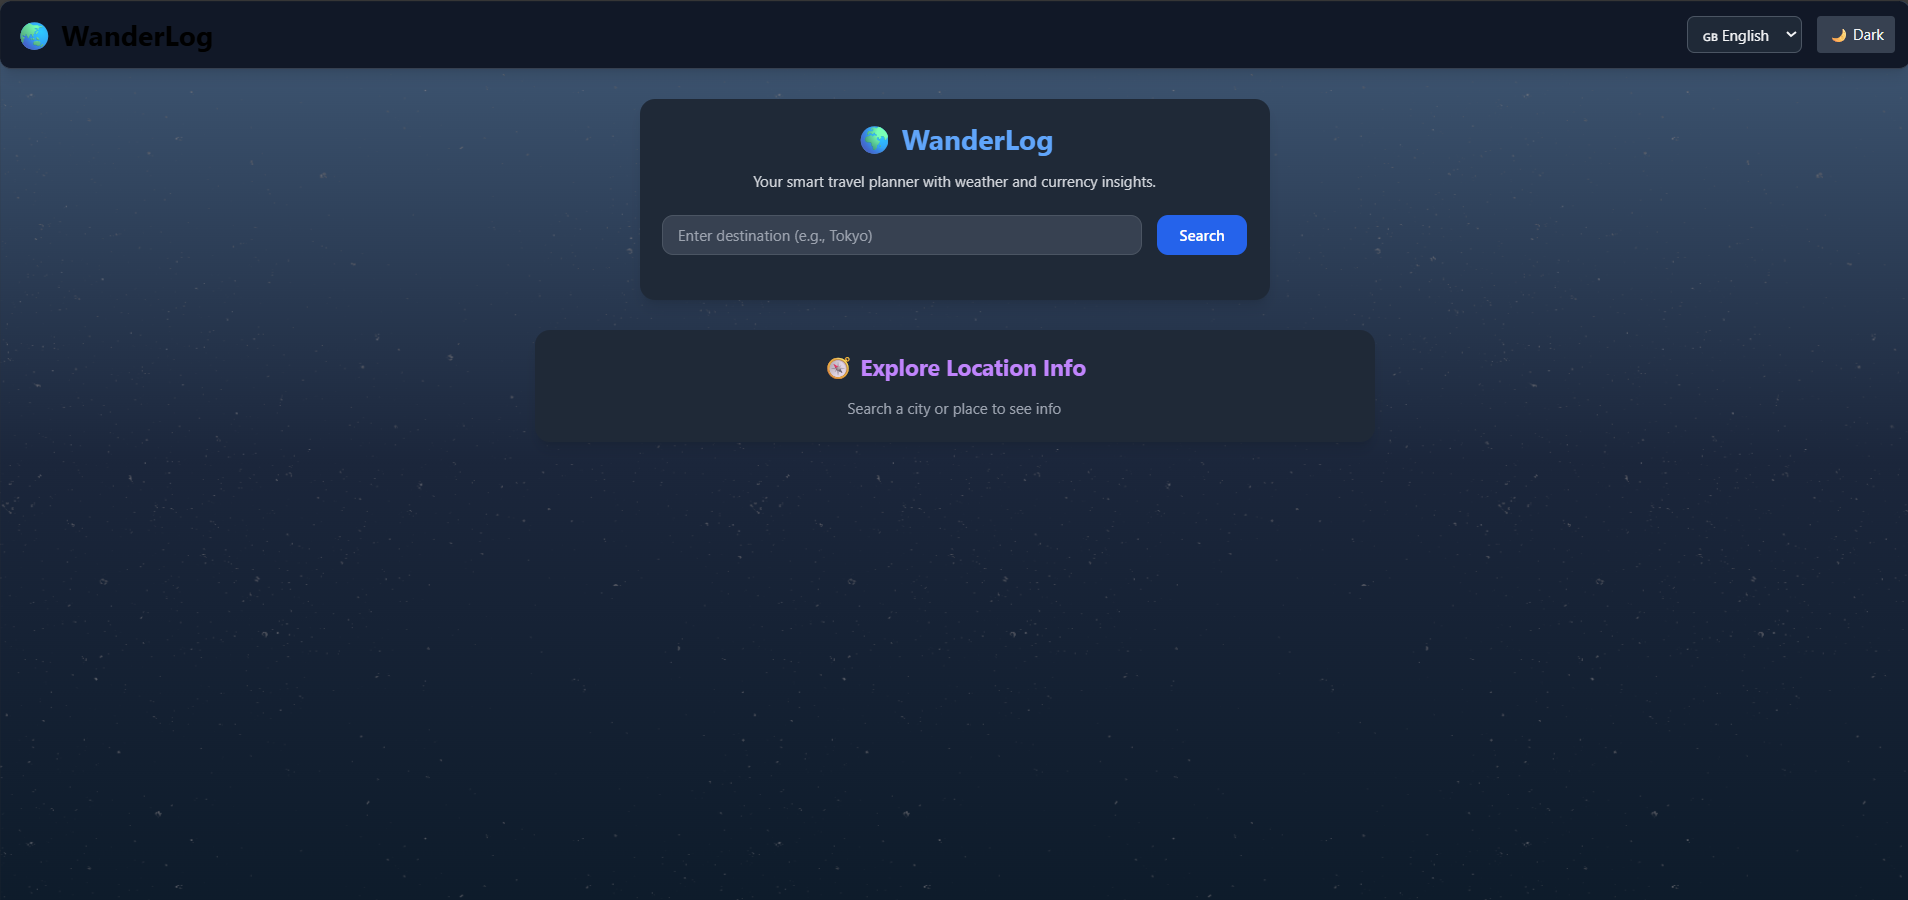 WanderLog
GB English
Dark
WanderLog
Your smart travel planner with weather and currency insights.
Enter destination (e.g., Tokyo)
Search
Explore Location Info
Search a city or place to see info